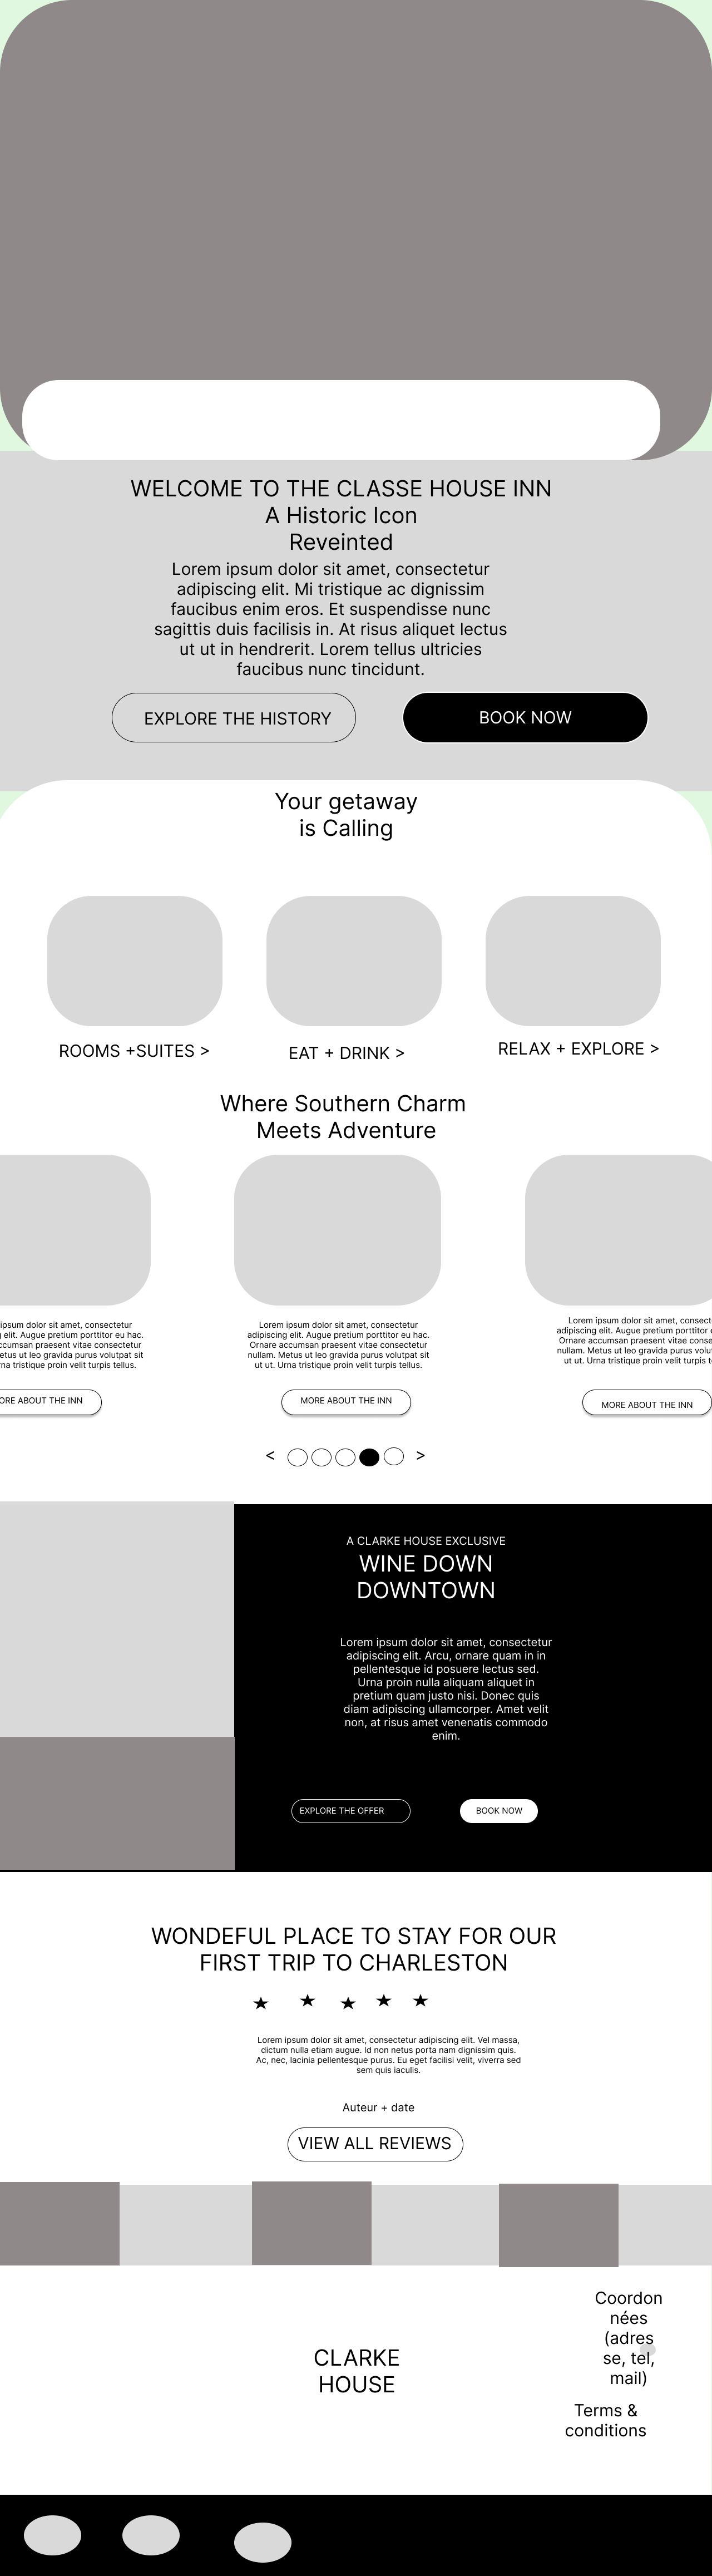 WELCOME TO THE CLASSE HOUSE INN
A Historic Icon
Reveinted
Lorem ipsum dolor sit amet, consectetur
adipiscing elit. Mi tristique ac dignissim
faucibus enim eros. Et suspendisse nunc
sagittis duis facilisis in. At risus aliquet lectus
ut ut in hendrerit. Lorem tellus ultricies
faucibus nunc tincidunt.
EXPLORE THE HISTORY
BOOK NOW
Your getaway
is Calling
ROOMS +SUITES >
EAT + DRINK >
RELAX + EXPLORE >
Where Southern Charm
Meets Adventure
ipsum dolor sit amet, consectetur
elit. Augue pretium porttitor eu hac.
ccumsan praesent vitae consectetur
etus ut leo gravida purus volutpat sit
na tristique proin velit turpis tellus.
ORE ABOUT THE INN
Lorem ipsum dolor sit amet, consectetur
adipiscing elit. Augue pretium porttitor eu hac.
Ornare accumsan praesent vitae consectetur
nullam. Metus ut leo gravida purus volutpat sit
ut ut. Urna tristique proin velit turpis tellus.
MORE ABOUT THE INN
Lorem ipsum dolor sit amet, consect
adipiscing elit. Augue pretium porttitor
Ornare accumsan praesent vitae conse
nullam. Metus ut leo gravida purus volu
ut ut. Urna tristique proin velit turpis t
MORE ABOUT THE INN
< >
A CLARKE HOUSE EXCLUSIVE
WINE DOWN
DOWNTOWN
Lorem ipsum dolor sit amet, consectetur
adipiscing elit. Arcu, ornare quam in in
pellentesque id posuere lectus sed.
Urna proin nulla aliquam aliquet in
pretium quam justo nisi. Donec quis
diam adipiscing ullamcorper. Amet velit
non, at risus amet venenatis commodo
enim.
EXPLORE THE OFFER
BOOK NOW
WONDEFUL PLACE TO STAY FOR OUR
FIRST TRIP TO CHARLESTON
Lorem ipsum dolor sit amet, consectetur adipiscing elit. Vel massa,
dictum nulla etiam augue. Id non netus porta nam dignissim quis.
Ac, nec, lacinia pellentesque purus. Eu eget facilisi velit, viverra sed
sem quis iaculis.
Auteur + date
VIEW ALL REVIEWS
CLARKE
HOUSE
Coordon
nées
(adres
se, tel,
mail)
Terms &
conditions